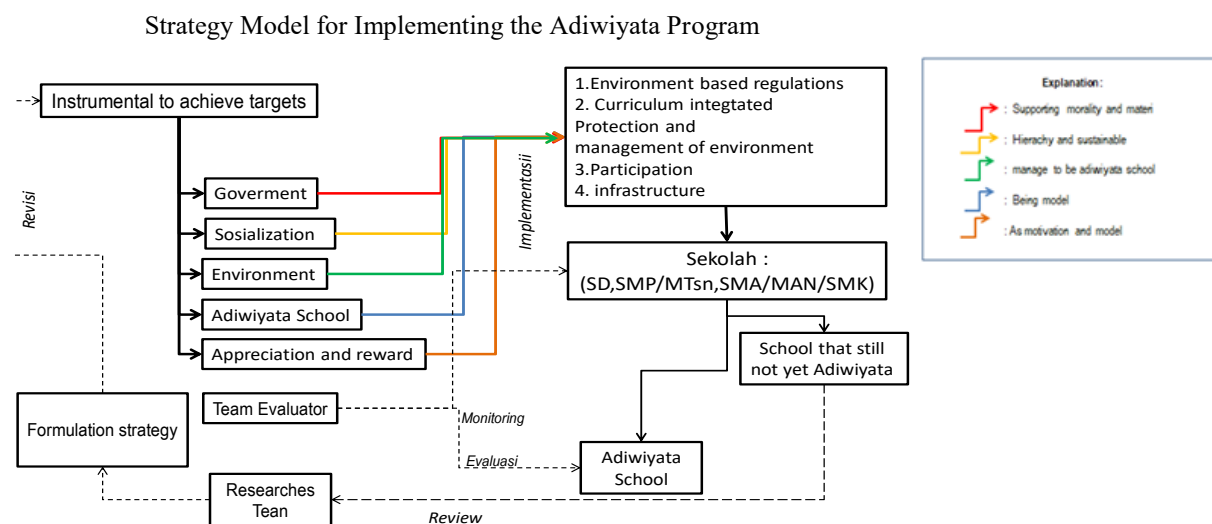 Strategy Model for Implementing the Adiwiyata Program
Instrumental to achieve targets
Goverment
Sosialization
Environment
Adiwiyata School
Appreciation and reward
Revisi
Implementasii
1.Environment based regulations
2. Curriculum integtated
Protection and
management of environment
3.Participation
4. infrastructure
Explanation:
: Supporting morality and materi
: Hierachy and sustainable
: manage to be adiwiyata school
: Being model
: As motivation and model
Sekolah :
(SD,SMP/MTsn,SMA/MAN/SMK)
School that still
not yet Adiwiyata
Team Evaluator
Monitoring
Formulation strategy
Evaluasi
Adiwiyata
School
Researches
Tean
Review